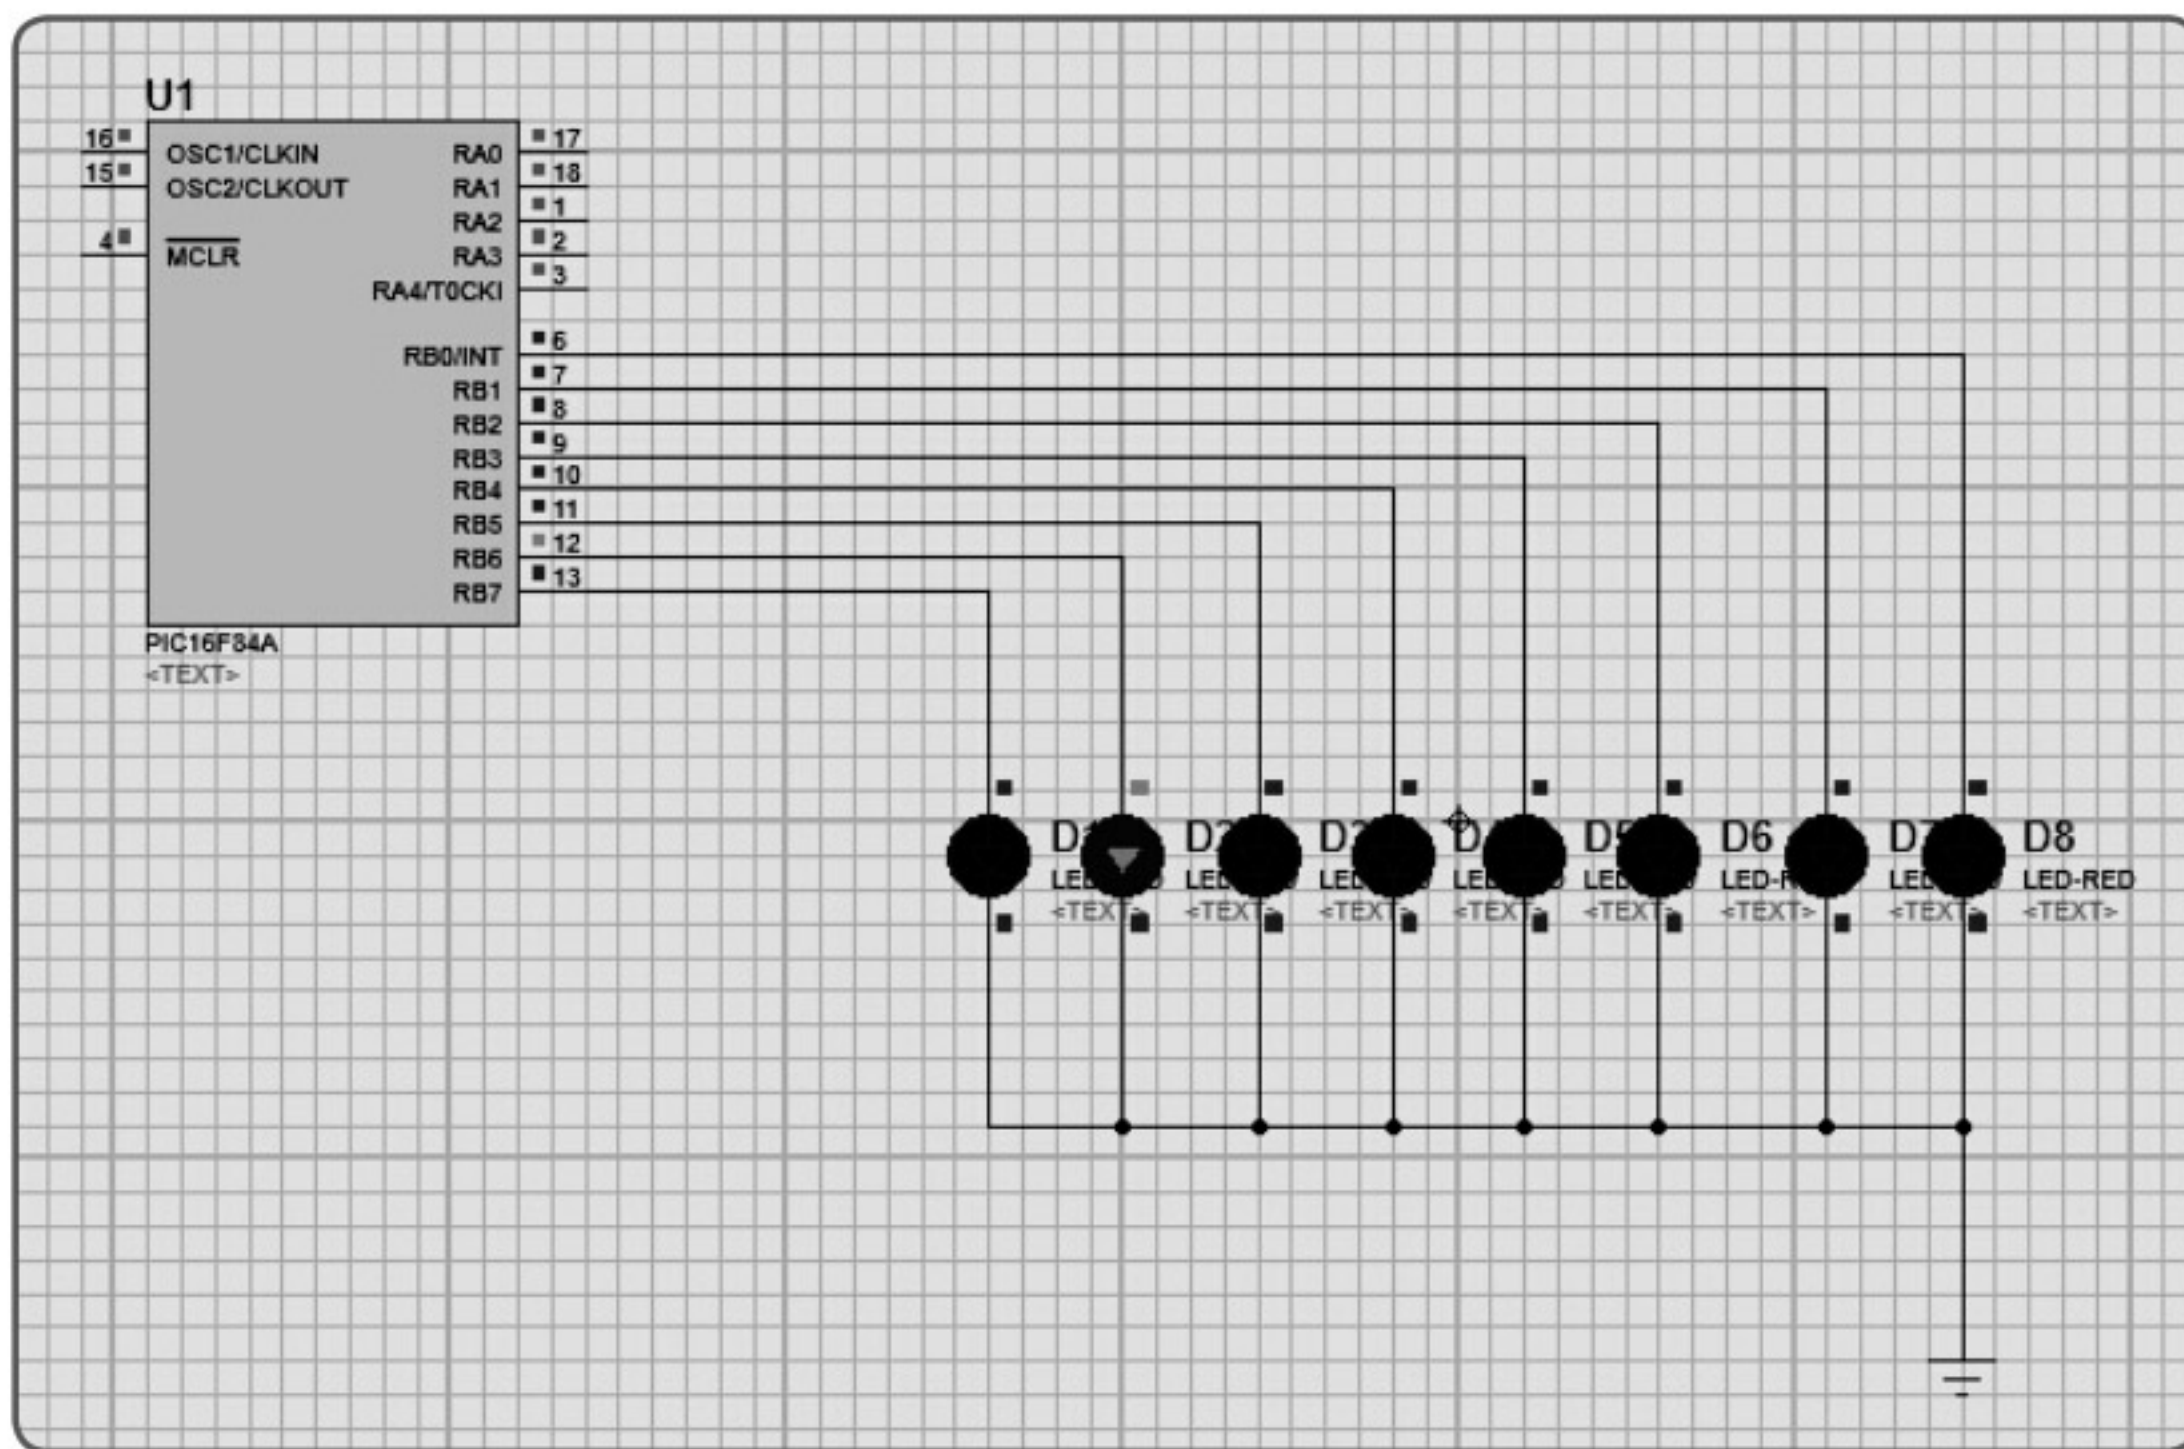 U1
16
OSC1/CLKIN
RA0
17
15
OSC2/CLKOUT
RA1
18
RA2
1
4
MCLR
RA3
2
RA4/T0CKI
3
RB0/INT
6
RB1
7
RB2
8
RB3
9
RB4
10
RB5
11
RB6
12
RB7
13
PIC16F84A
<TEXT>
D6
D8
LED-RED
<TEXT>
<TEXT>